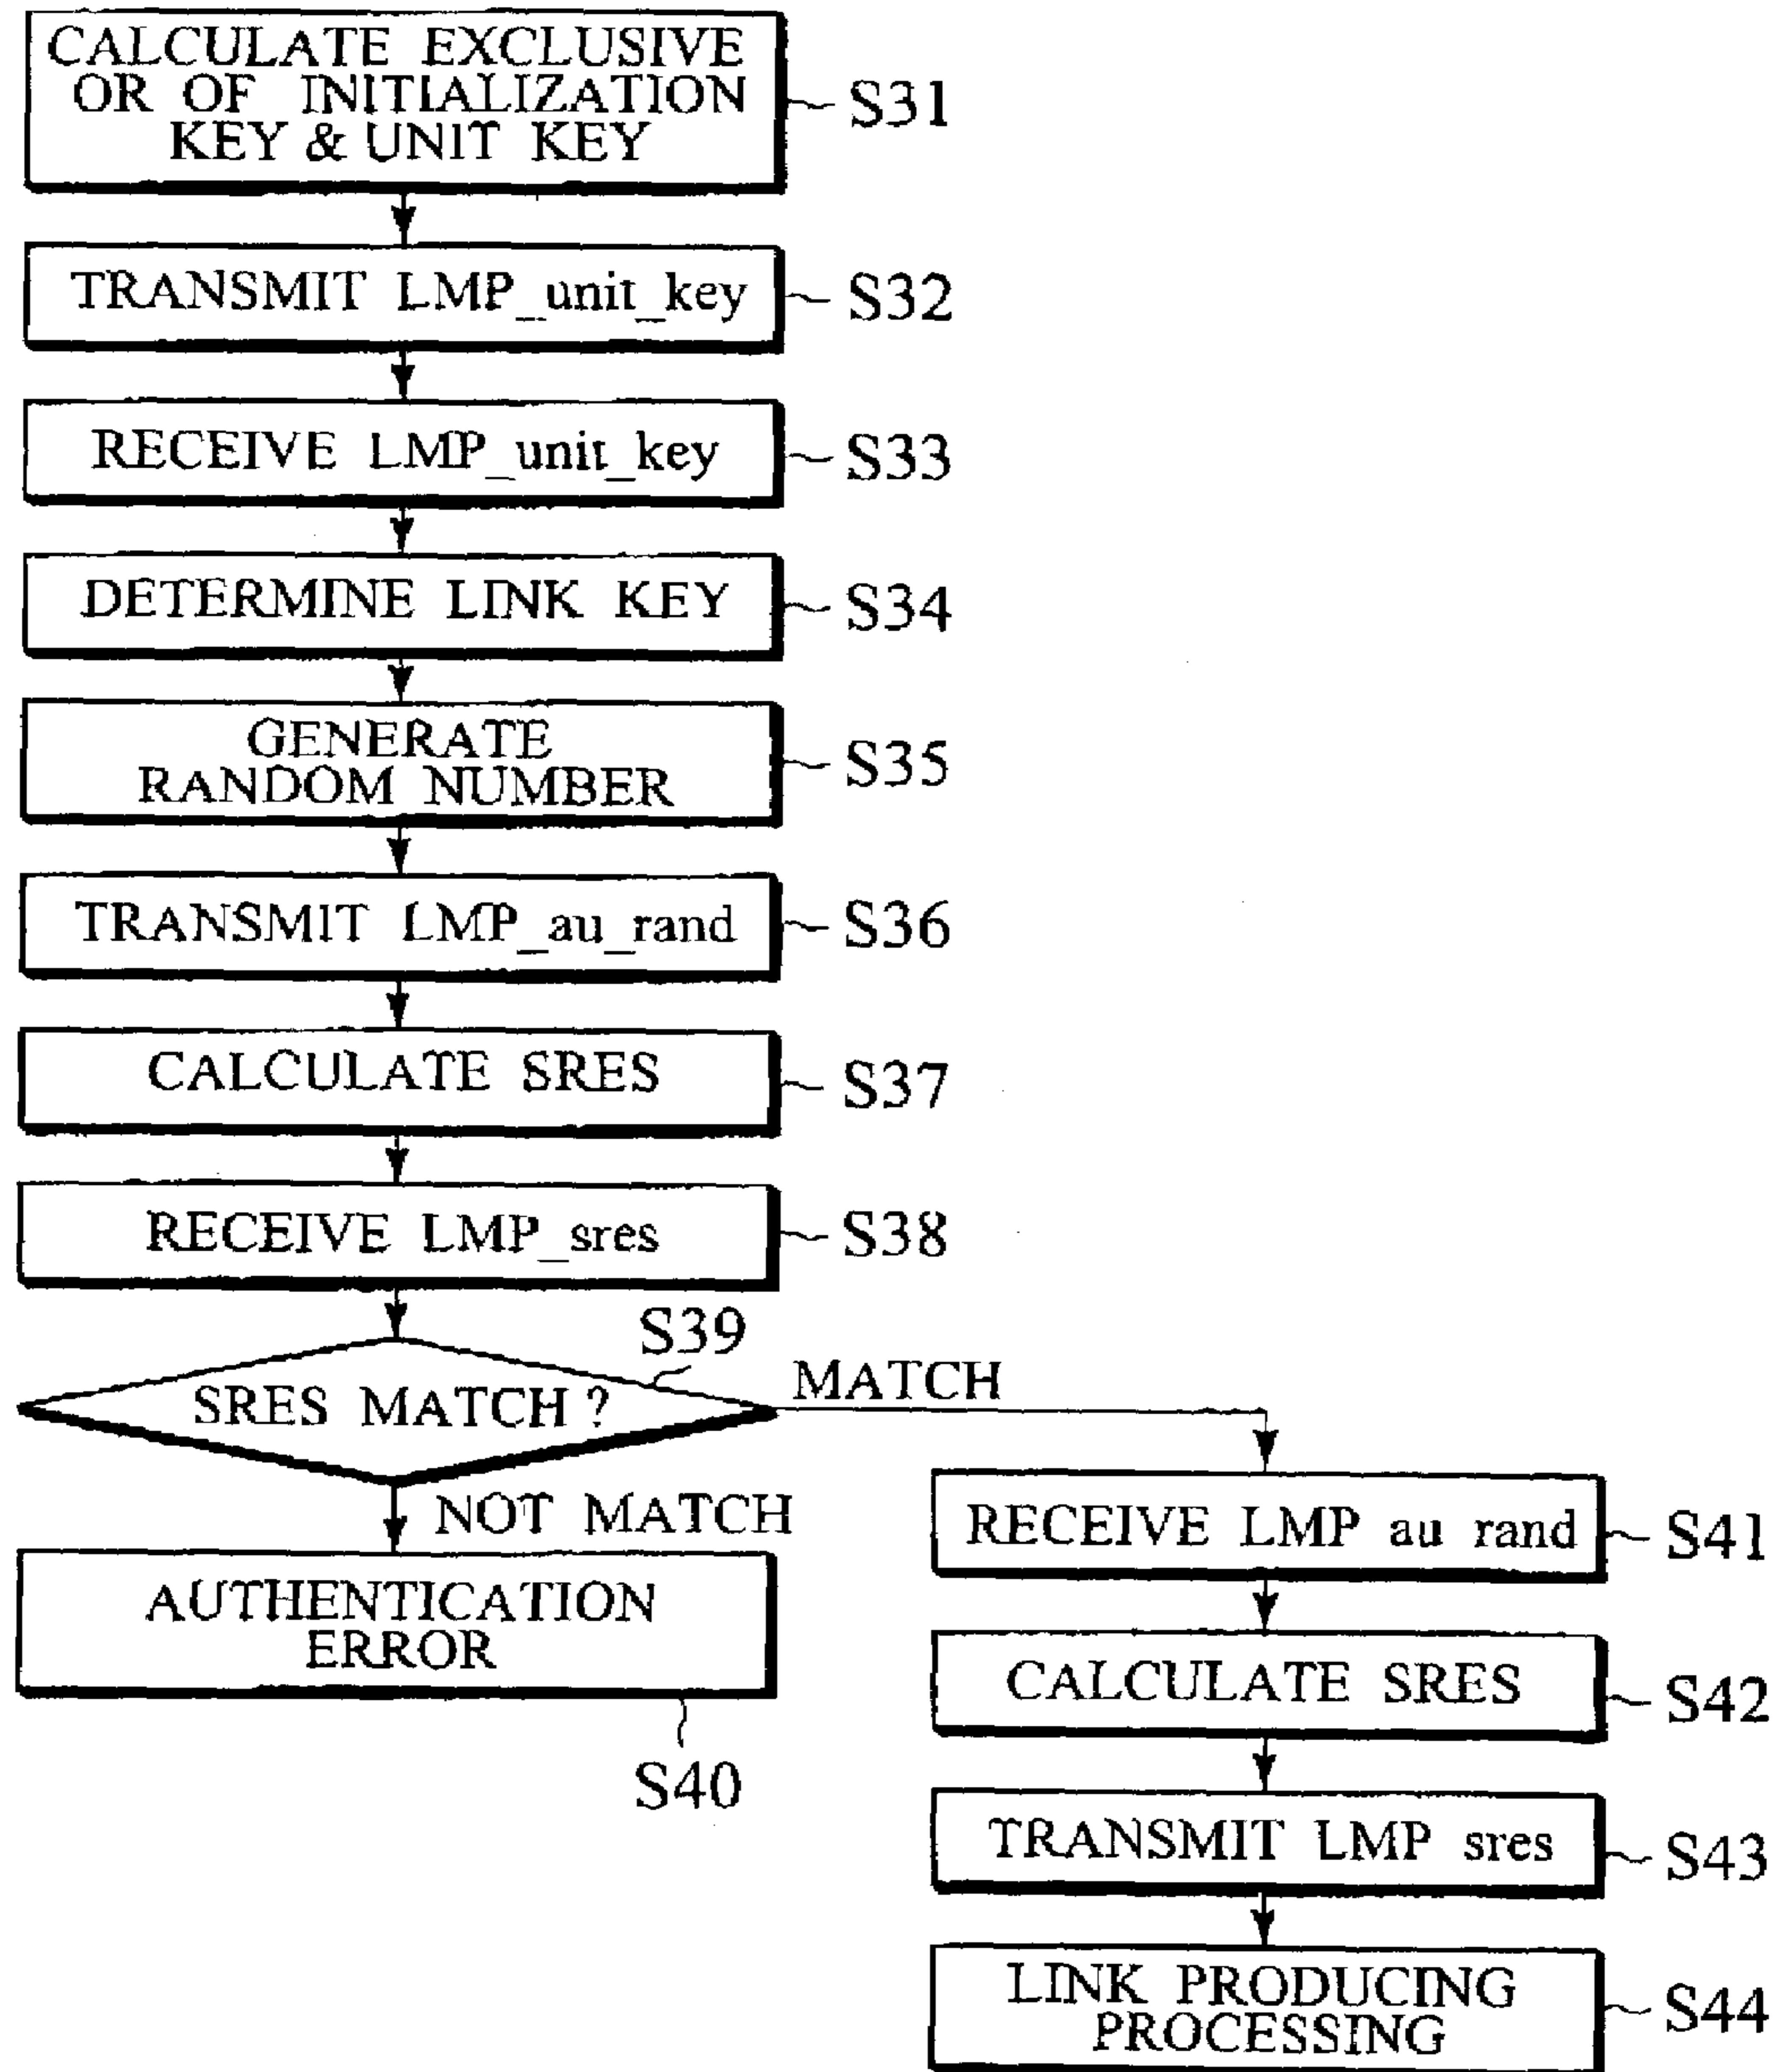 CALCULATE EXCLUSIVE
OR OF INITIALIZATION
KEY & UNIT KEY
S31
TRANSMIT LMP_unit_key
S32
RECEIVE LMP_unit_key
S33
DETERMINE LINK KEY
S34
GENERATE
RANDOM NUMBER
S35
TRANSMIT LMP_au_rand
S36
CALCULATE SRES
S37
RECEIVE LMP_sres
S38
S39
SRES MATCH ?
MATCH
NOT MATCH
AUTHENTICATION
ERROR
S40
RECEIVE LMP au rand
S41
CALCULATE SRES
S42
TRANSMIT LMP sres
S43
LINK PRODUCING
PROCESSING
S44